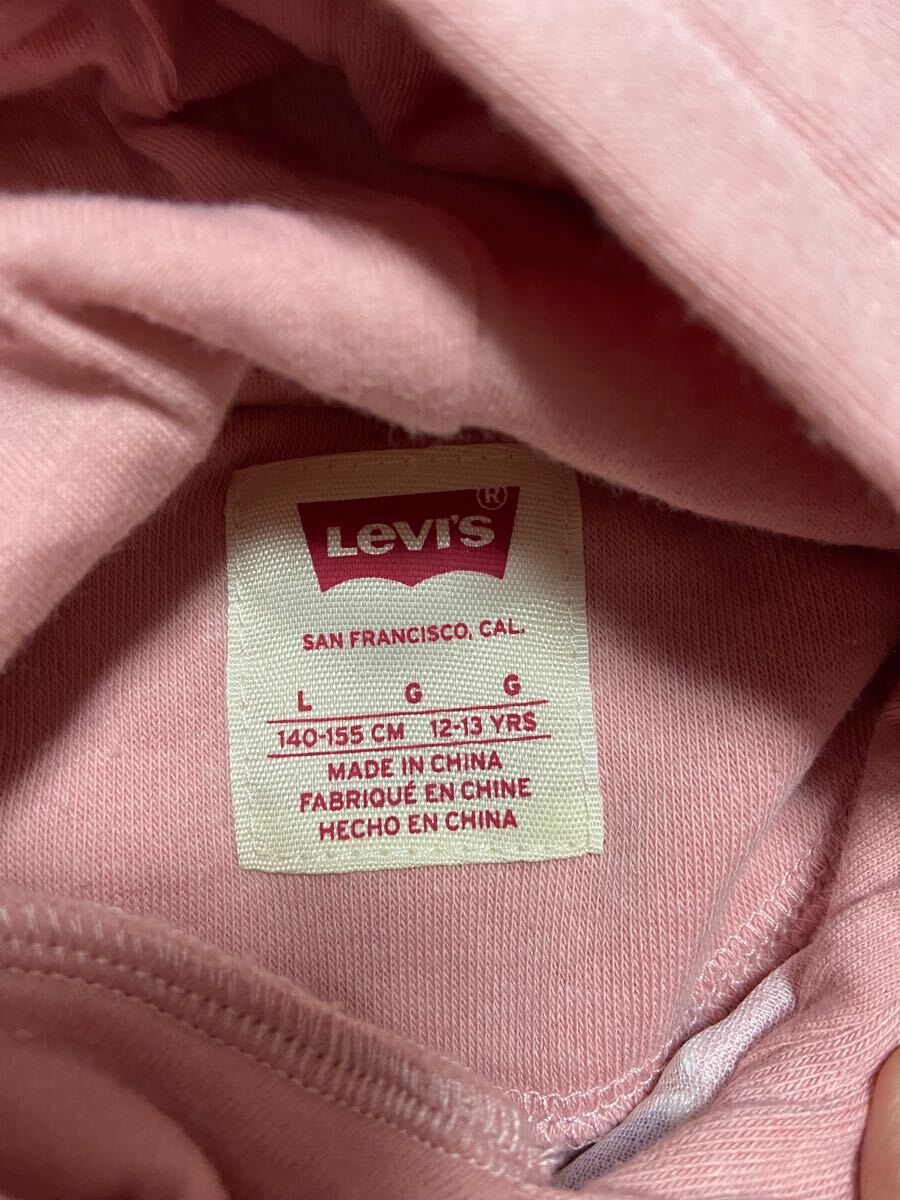 Levi's ®
SAN FRANCISCO, CAL.
L G G
140-155 CM 12-13 YRS
MADE IN CHINA
FABRIQUÉ EN CHINE
HECHO EN CHINA